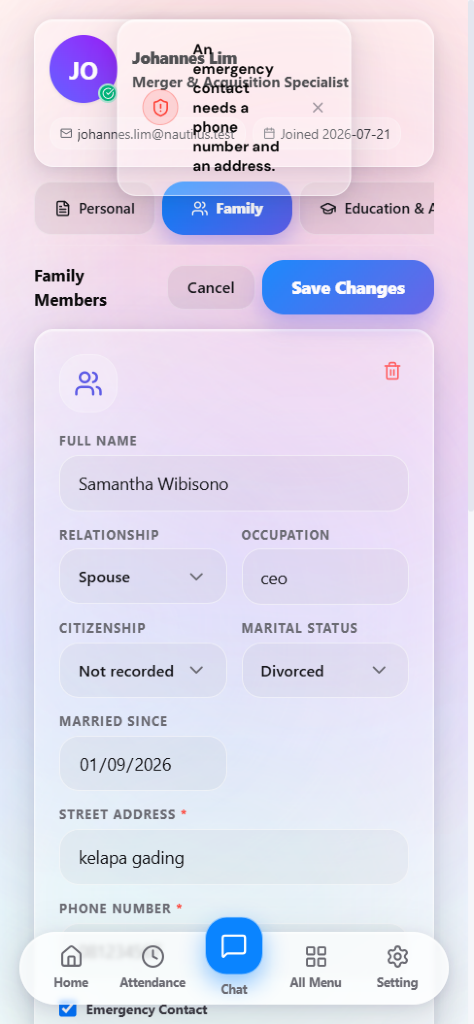 JO
Johannes Lim
Merger & Acquisition Specialist
johannes.lim@nautilus.test
Joined 2026-07-21
An
emergency
contact
needs a
phone
number and
an address.
Personal
Family
Education & A
Family
Members
Cancel
Save Changes
FULL NAME
Samantha Wibisono
RELATIONSHIP
OCCUPATION
Spouse
ceo
CITIZENSHIP
MARITAL STATUS
Not recorded
Divorced
MARRIED SINCE
01/09/2026
STREET ADDRESS *
kelapa gading
PHONE NUMBER *
Home
Attendance
Chat
All Menu
Setting
Emergency Contact